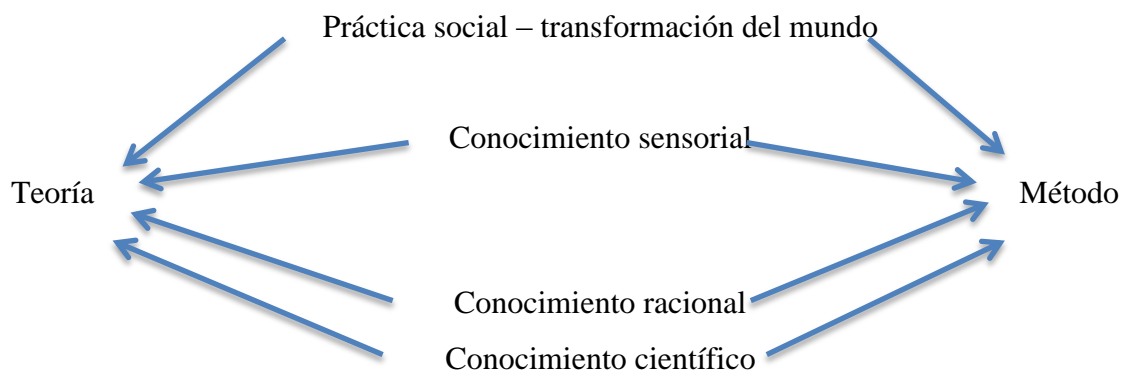 Práctica social – transformación del mundo
Conocimiento sensorial
Teoría
Método
Conocimiento racional
Conocimiento científico